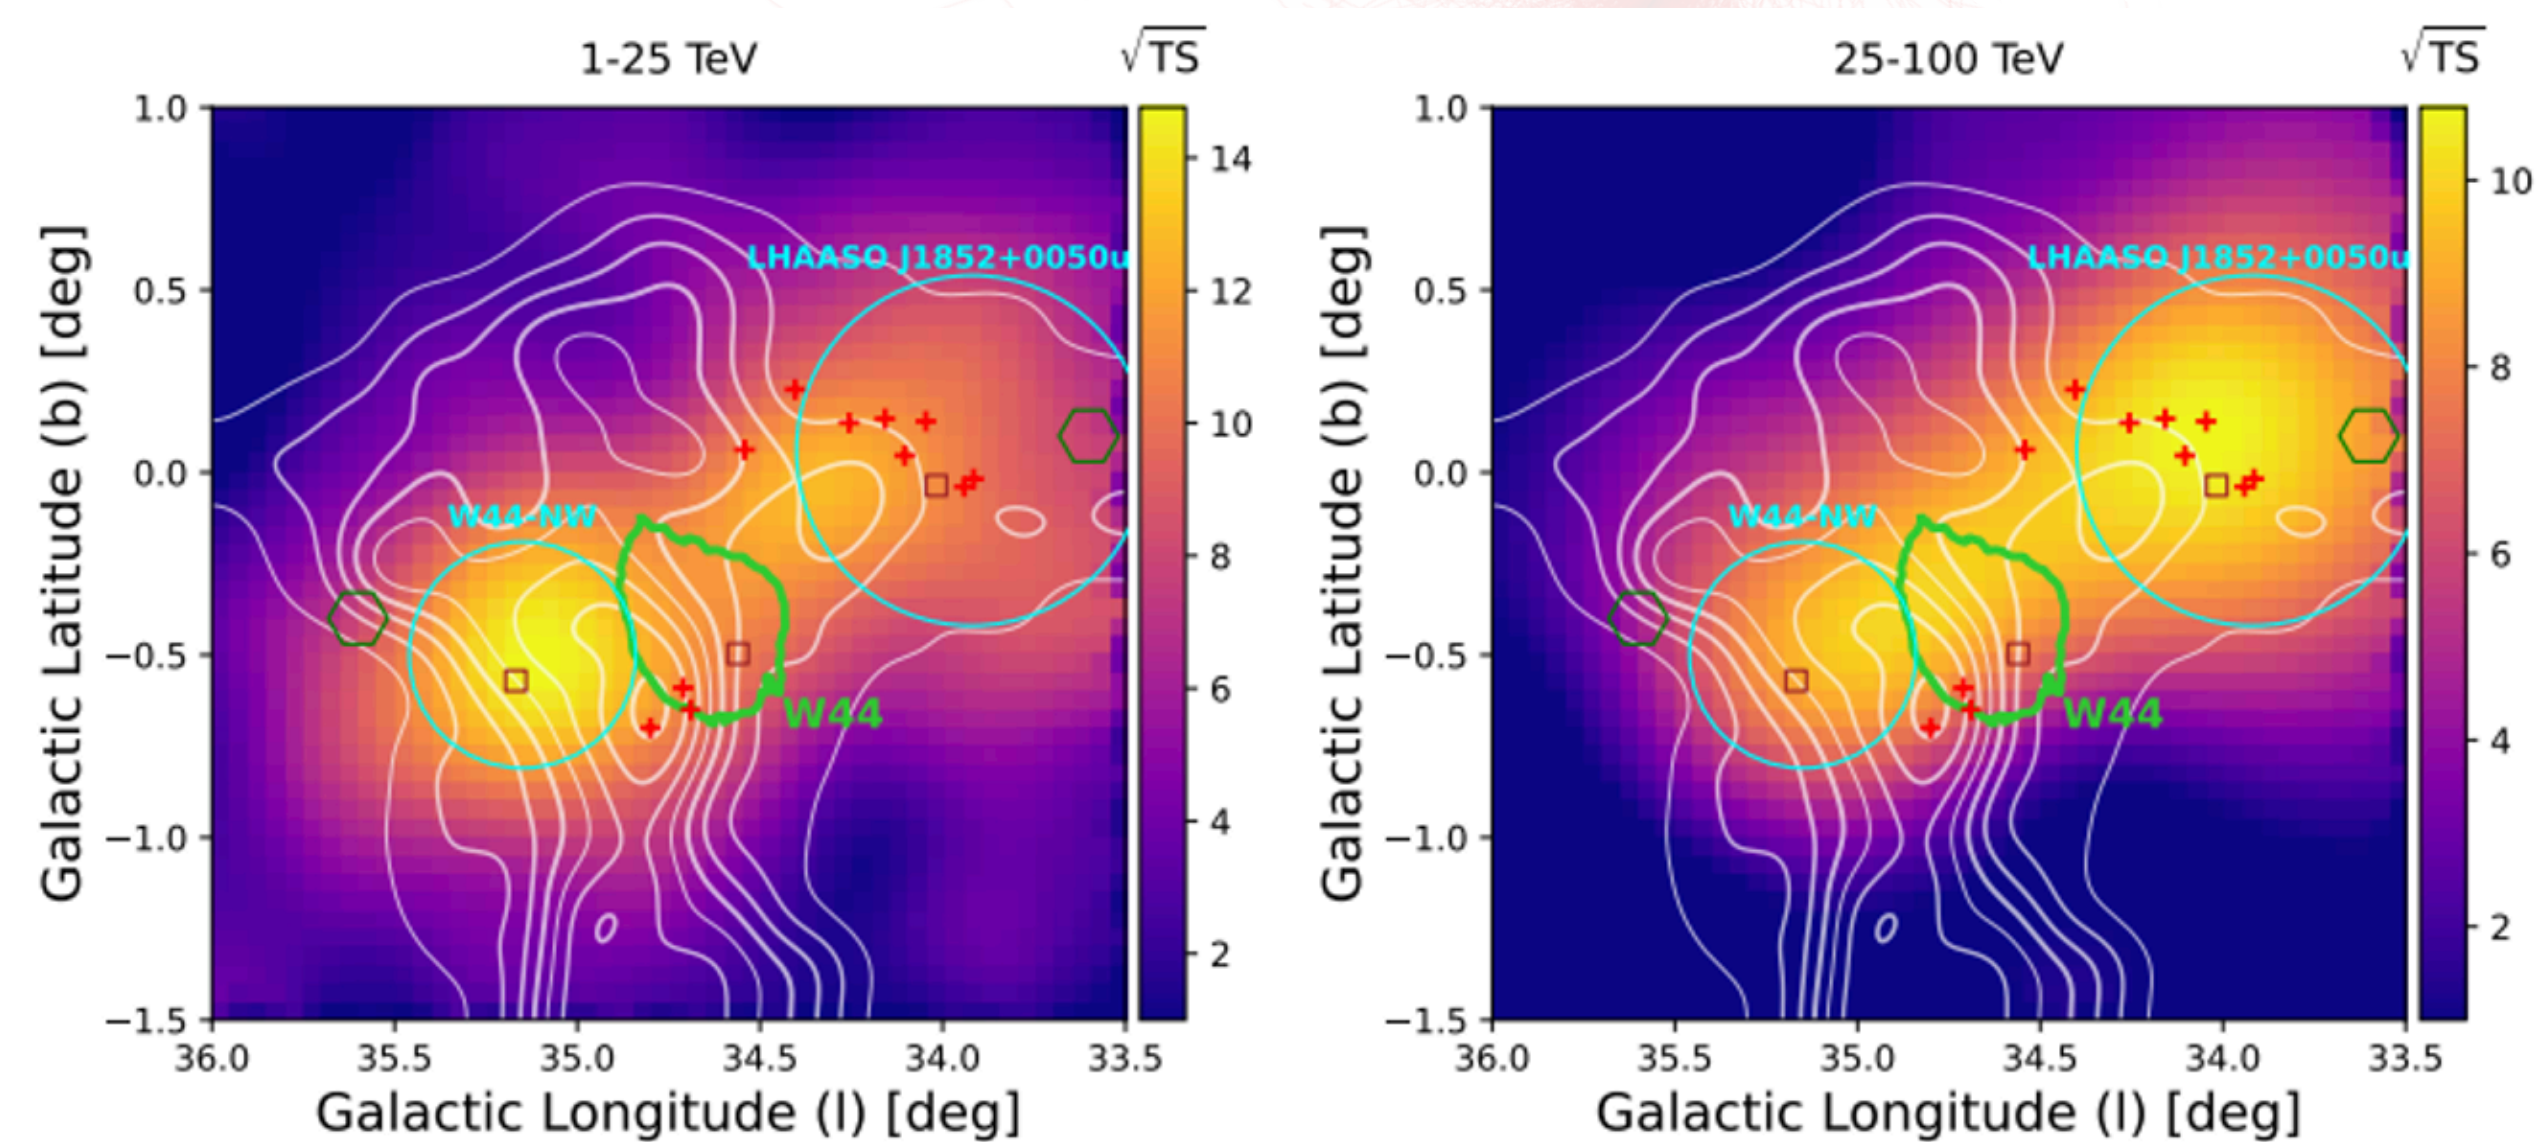 1-25 TeV
√TS
1.0
0.5
0.0
−0.5
−1.0
−1.5
Galactic Latitude (b) [deg]
LHAASO J1852+0050u
W44-NW
W44
14
12
10
8
6
4
2
36.0 35.5 35.0 34.5 34.0 33.5
Galactic Longitude (l) [deg]
25-100 TeV
√TS
1.0
0.5
0.0
−0.5
−1.0
−1.5
Galactic Latitude (b) [deg]
LHAASO J1852+0050u
W44-NW
W44
10
8
6
4
2
36.0 35.5 35.0 34.5 34.0 33.5
Galactic Longitude (l) [deg]